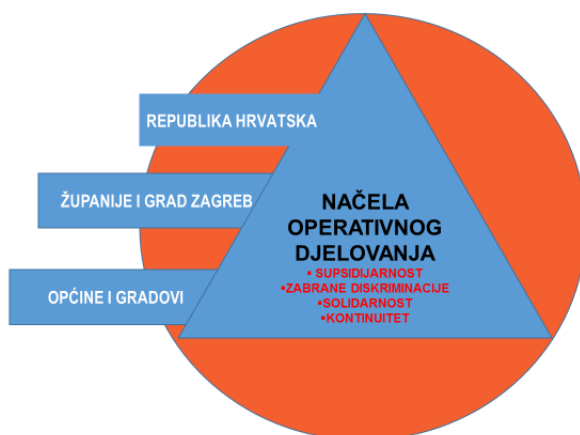 REPUBLIKA HRVATSKA
ŽUPANIJE I GRAD ZAGREB
OPĆINE I GRADOVI
NAČELA
OPERATIVNOG
DJELOVANJA
▪ SUPSIDIJARNOST
▪ZABRANE DISKRIMINACIJE
▪SOLIDARNOST
▪KONTINUITET